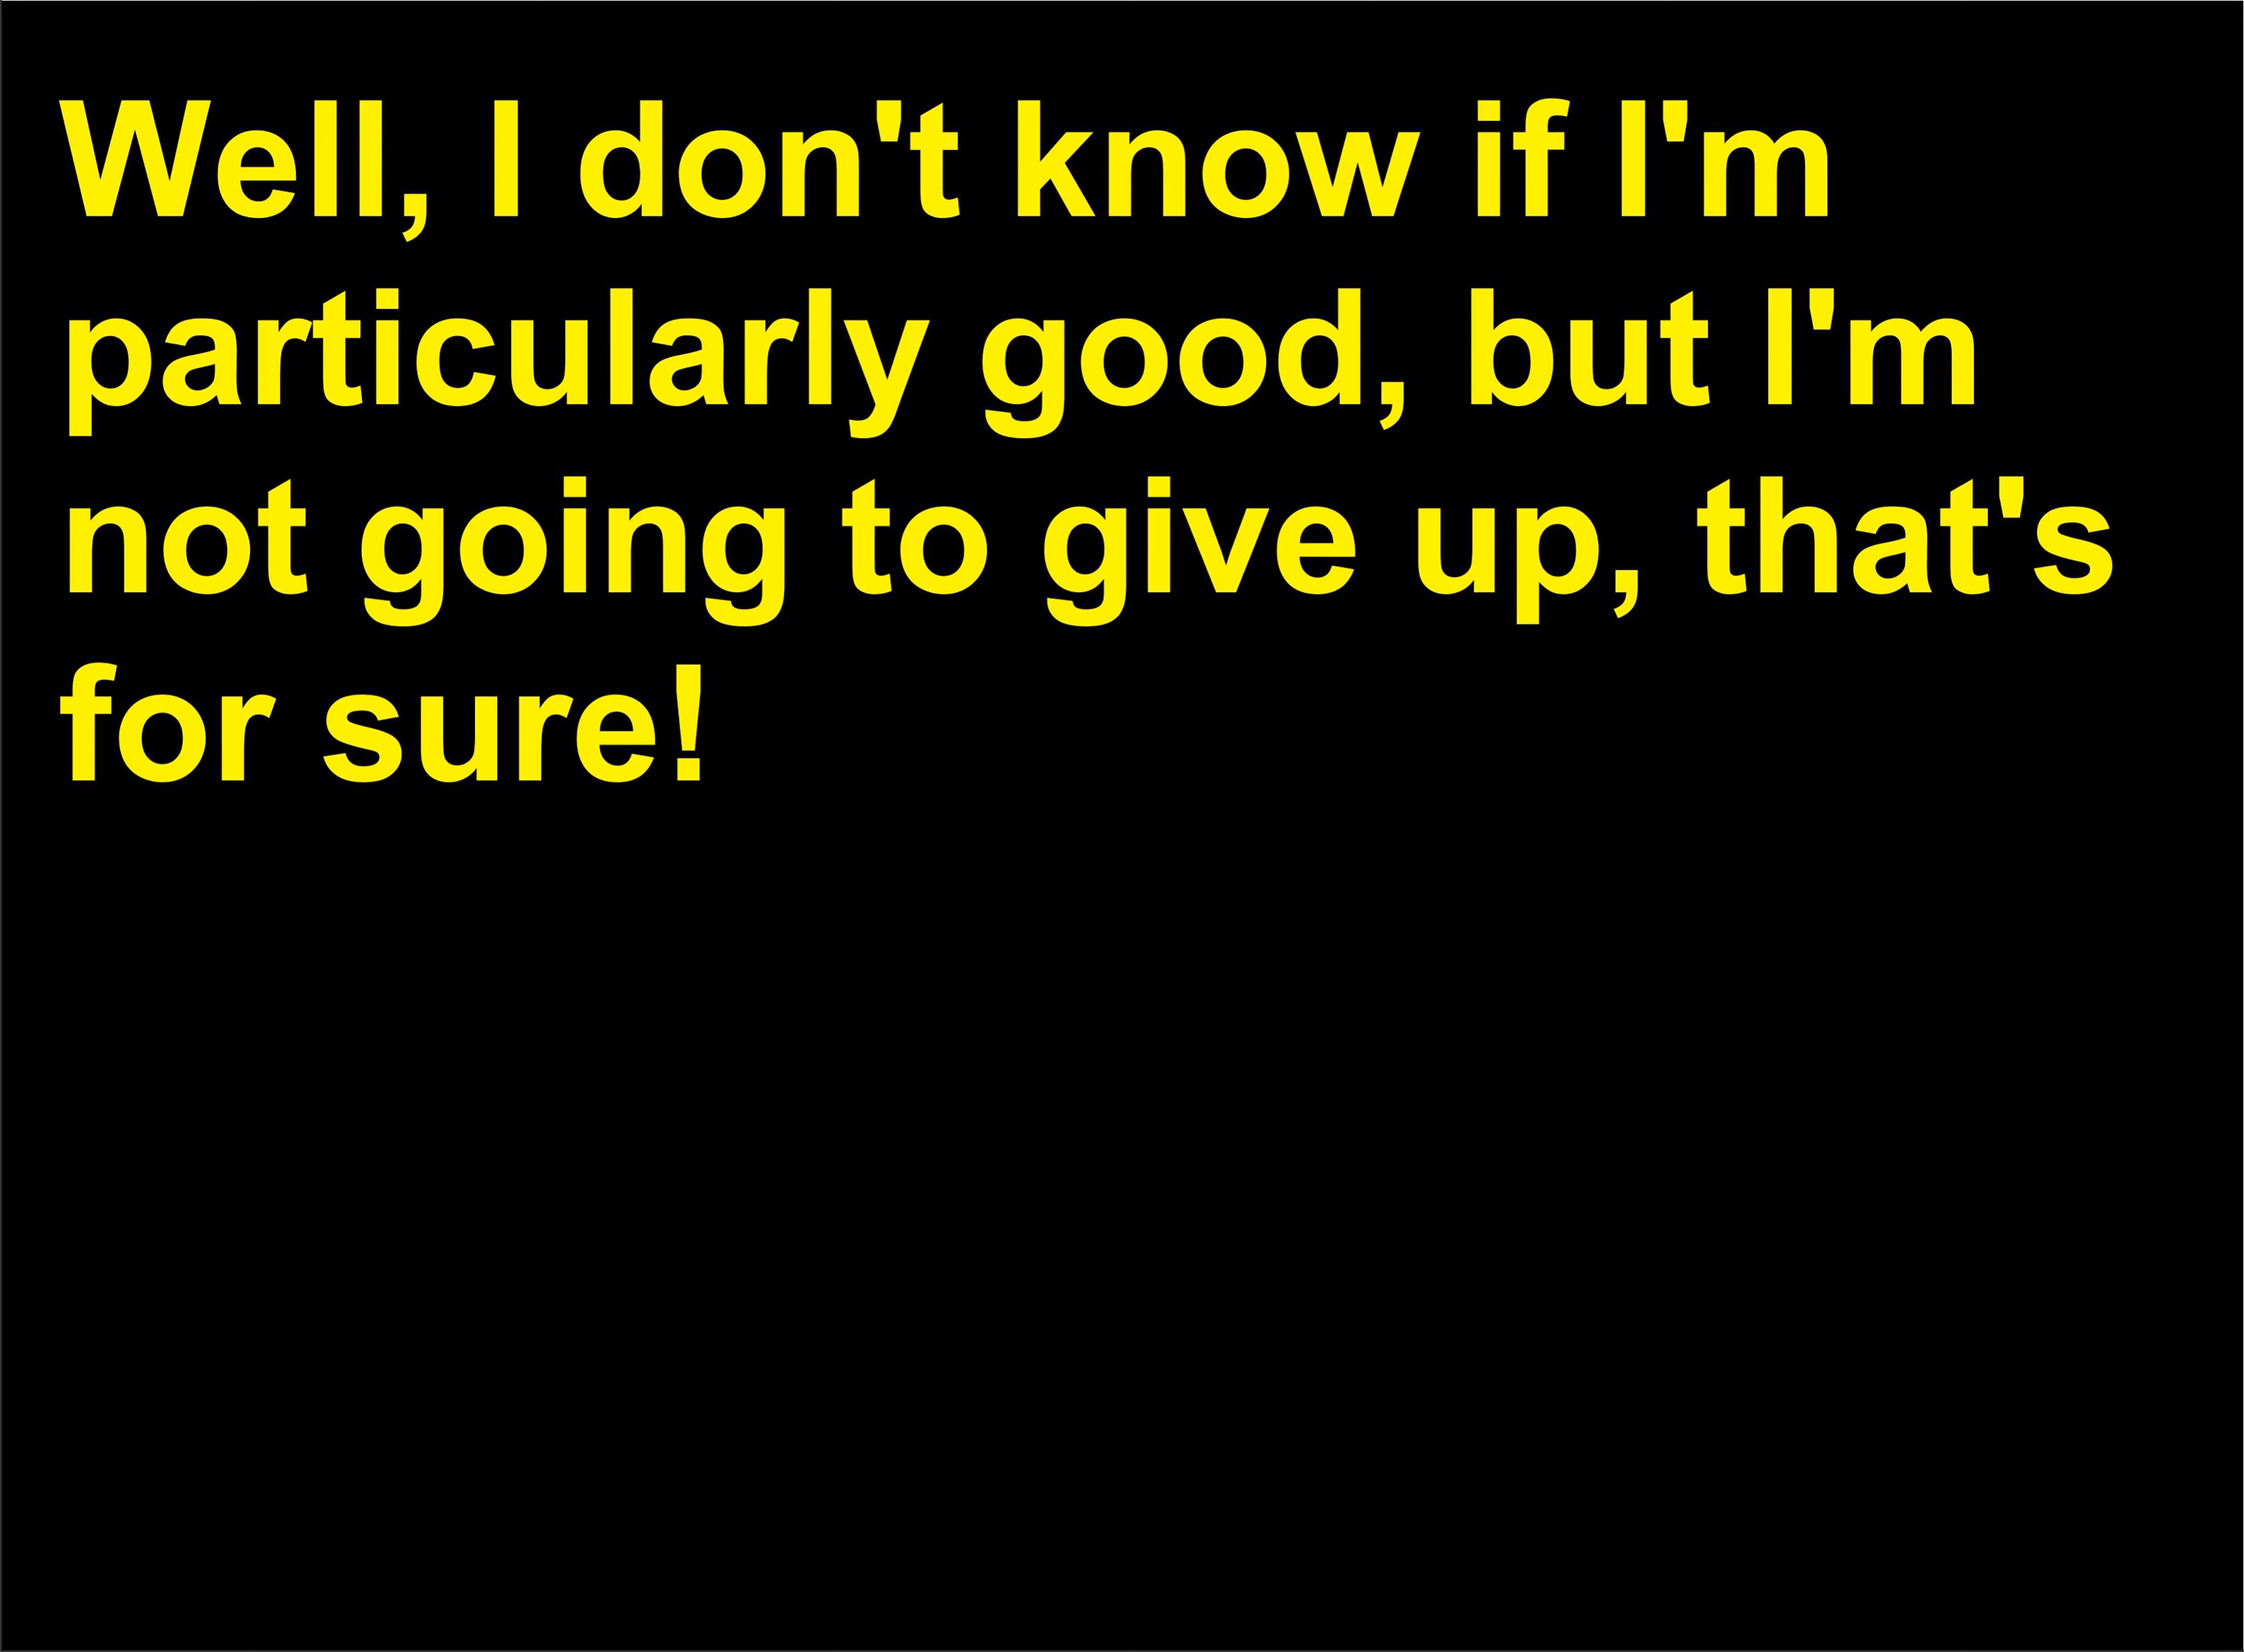 Well, I don't know if I'm
particularly good, but I'm
not going to give up, that's
for sure!